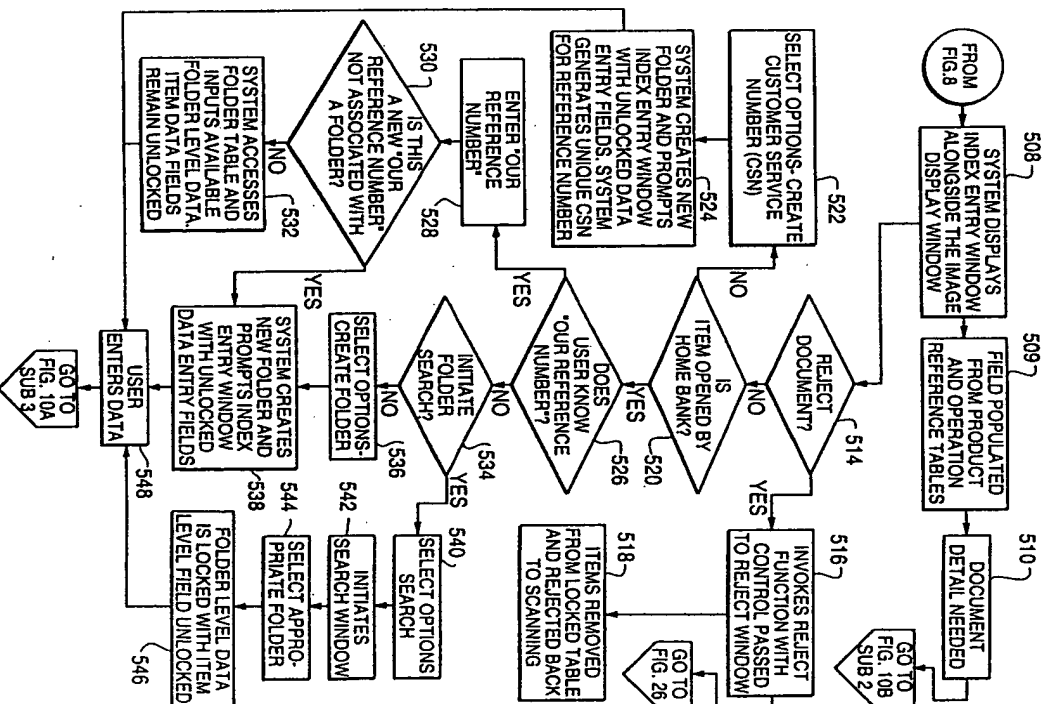 FROM
FIG.8
508
SYSTEM DISPLAYS
INDEX ENTRY WINDOW
ALONGSIDE THE IMAGE
DISPLAY WINDOW
509
FIELD POPULATED
FROM PRODUCT
AND OPERATION
REFERENCE TABLES
510
DOCUMENT
DETAIL NEEDED
GO TO
FIG. 10B
SUB 2
514
REJECT
DOCUMENT?
YES
NO
516
INVOKES REJECT
FUNCTION WITH
CONTROL PASSED
TO REJECT WINDOW
GO TO
FIG. 26
518
ITEMS REMOVED
FROM LOCKED TABLE
AND REJECTED BACK
TO SCANNING
520
IS
ITEM OPENED BY
HOME BANK?
NO
YES
522
SELECT OPTIONS- CREATE
CUSTOMER SERVICE
NUMBER (CSN)
524
SYSTEM CREATES NEW
FOLDER AND PROMPTS
INDEX ENTRY WINDOW
WITH UNLOCKED DATA
ENTRY FIELDS. SYSTEM
GENERATES UNIQUE CSN
FOR REFERENCE NUMBER
526
DOES
USER KNOW
"OUR REFERENCE
NUMBER"?
YES
NO
528
ENTER "OUR
REFERENCE
NUMBER"
530
IS THIS
A NEW "OUR
REFERENCE NUMBER"
NOT ASSOCIATED WITH
A FOLDER?
NO
YES
532
SYSTEM ACCESSES
FOLDER TABLE AND
INPUTS AVAILABLE
FOLDER LEVEL DATA.
ITEM DATA FIELDS
REMAIN UNLOCKED
534
INITIATE
FOLDER
SEARCH?
YES
NO
536
SELECT OPTIONS-
CREATE FOLDER
538
SYSTEM CREATES
NEW FOLDER AND
PROMPTS INDEX
ENTRY WINDOW
WITH UNLOCKED
DATA ENTRY FIELDS
540
SELECT OPTIONS
SEARCH
542
INITIATES
SEARCH WINDOW
544
SELECT APPRO-
PRIATE FOLDER
546
FOLDER LEVEL DATA
IS LOCKED WITH ITEM
LEVEL FIELD UNLOCKED
548
USER
ENTERS DATA
GO TO
FIG. 10A
SUB 3